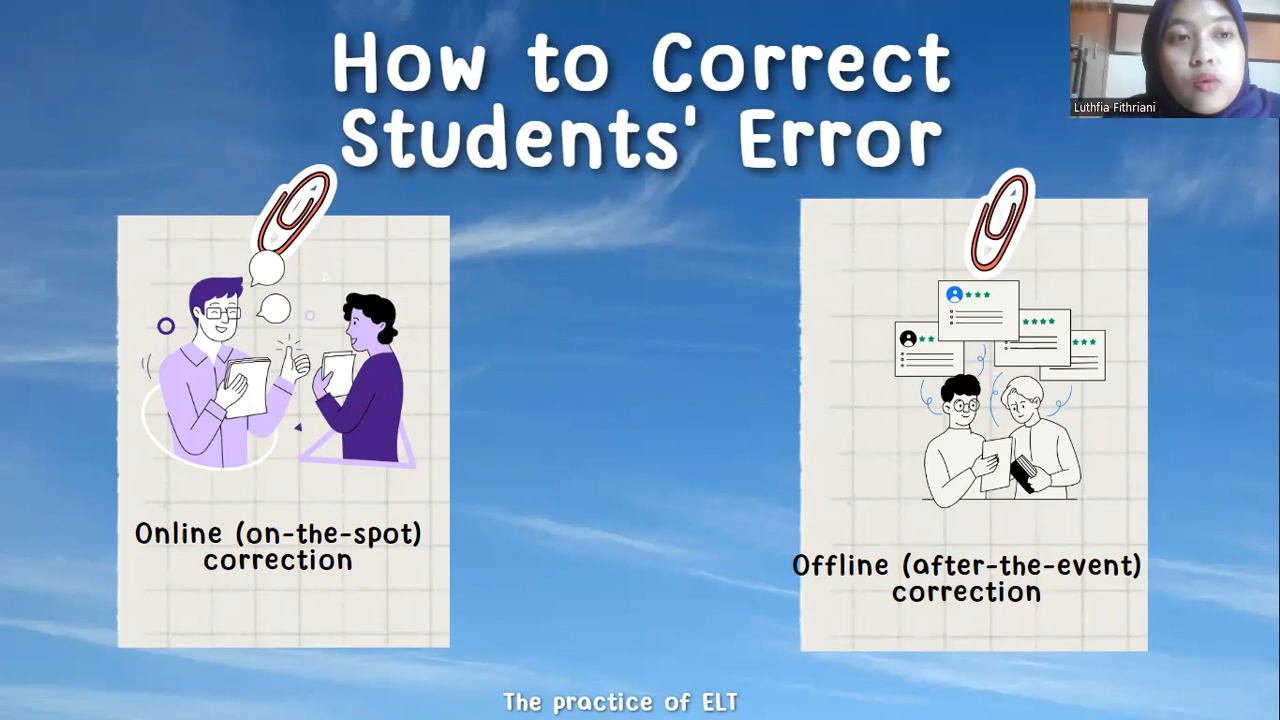 How to Correct
Students' Error
Luthfia Fithriani
Online (on-the-spot)
correction
Offline (after-the-event)
correction
The practice of ELT